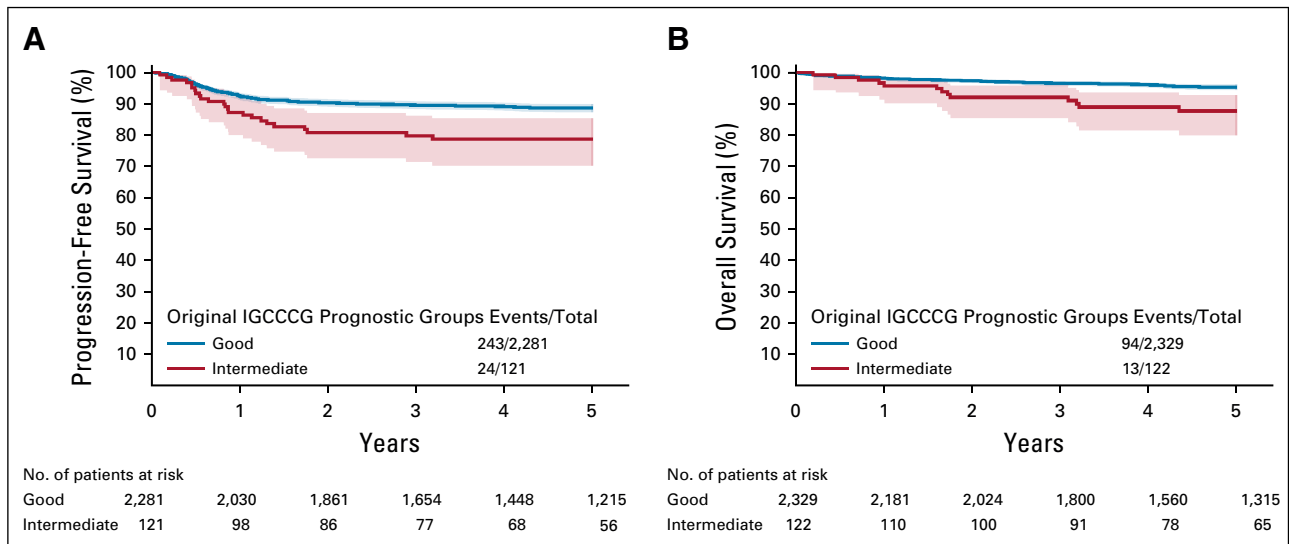 A
Progression-Free Survival (%)
100
90
80
70
60
50
40
30
20
10
Original IGCCCG Prognostic Groups Events/Total
Good 243/2,281
Intermediate 24/121
0 1 2 3 4 5
Years
No. of patients at risk
Good 2,281 2,030 1,861 1,654 1,448 1,215
Intermediate 121 98 86 77 68 56
B
Overall Survival (%)
100
90
80
70
60
50
40
30
20
10
Original IGCCCG Prognostic Groups Events/Total
Good 94/2,329
Intermediate 13/122
0 1 2 3 4 5
Years
No. of patients at risk
Good 2,329 2,181 2,024 1,800 1,560 1,315
Intermediate 122 110 100 91 78 65